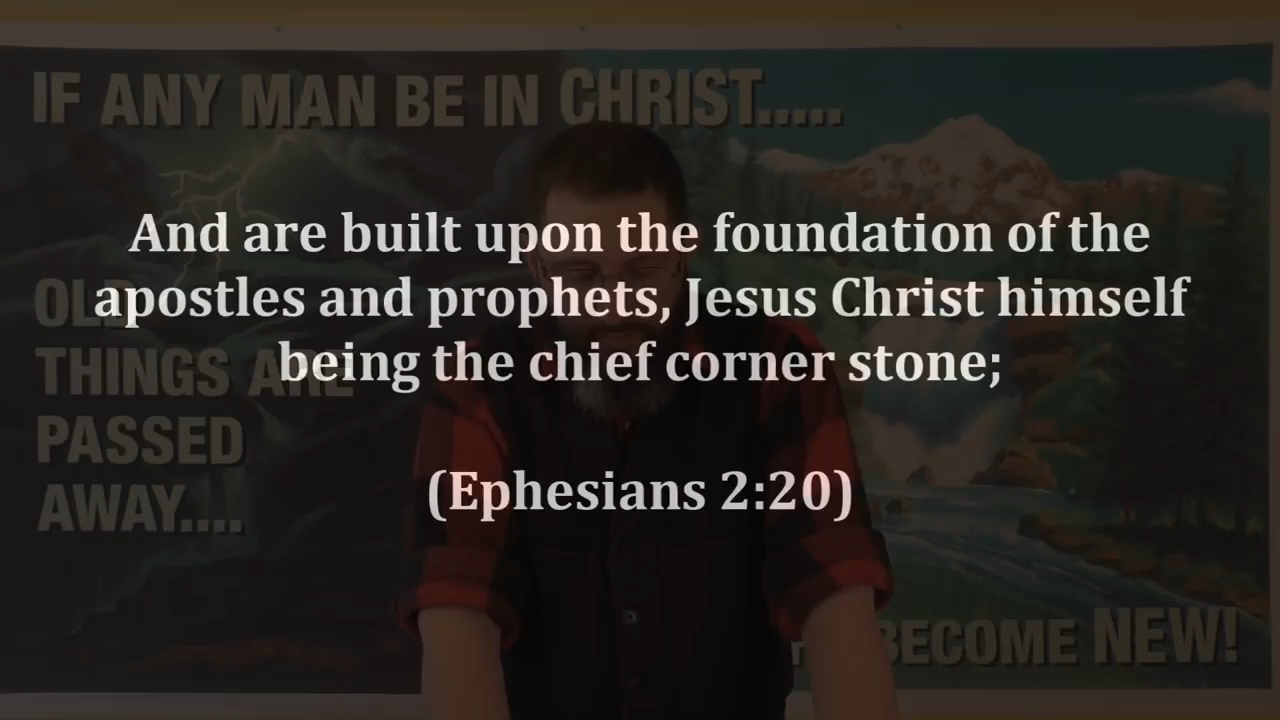 IF ANY MAN BE IN CHRIST.....
And are built upon the foundation of the
apostles and prophets, Jesus Christ himself
being the chief corner stone;
(Ephesians 2:20)
THINGS ARE
PASSED
AWAY....
BECOME NEW!